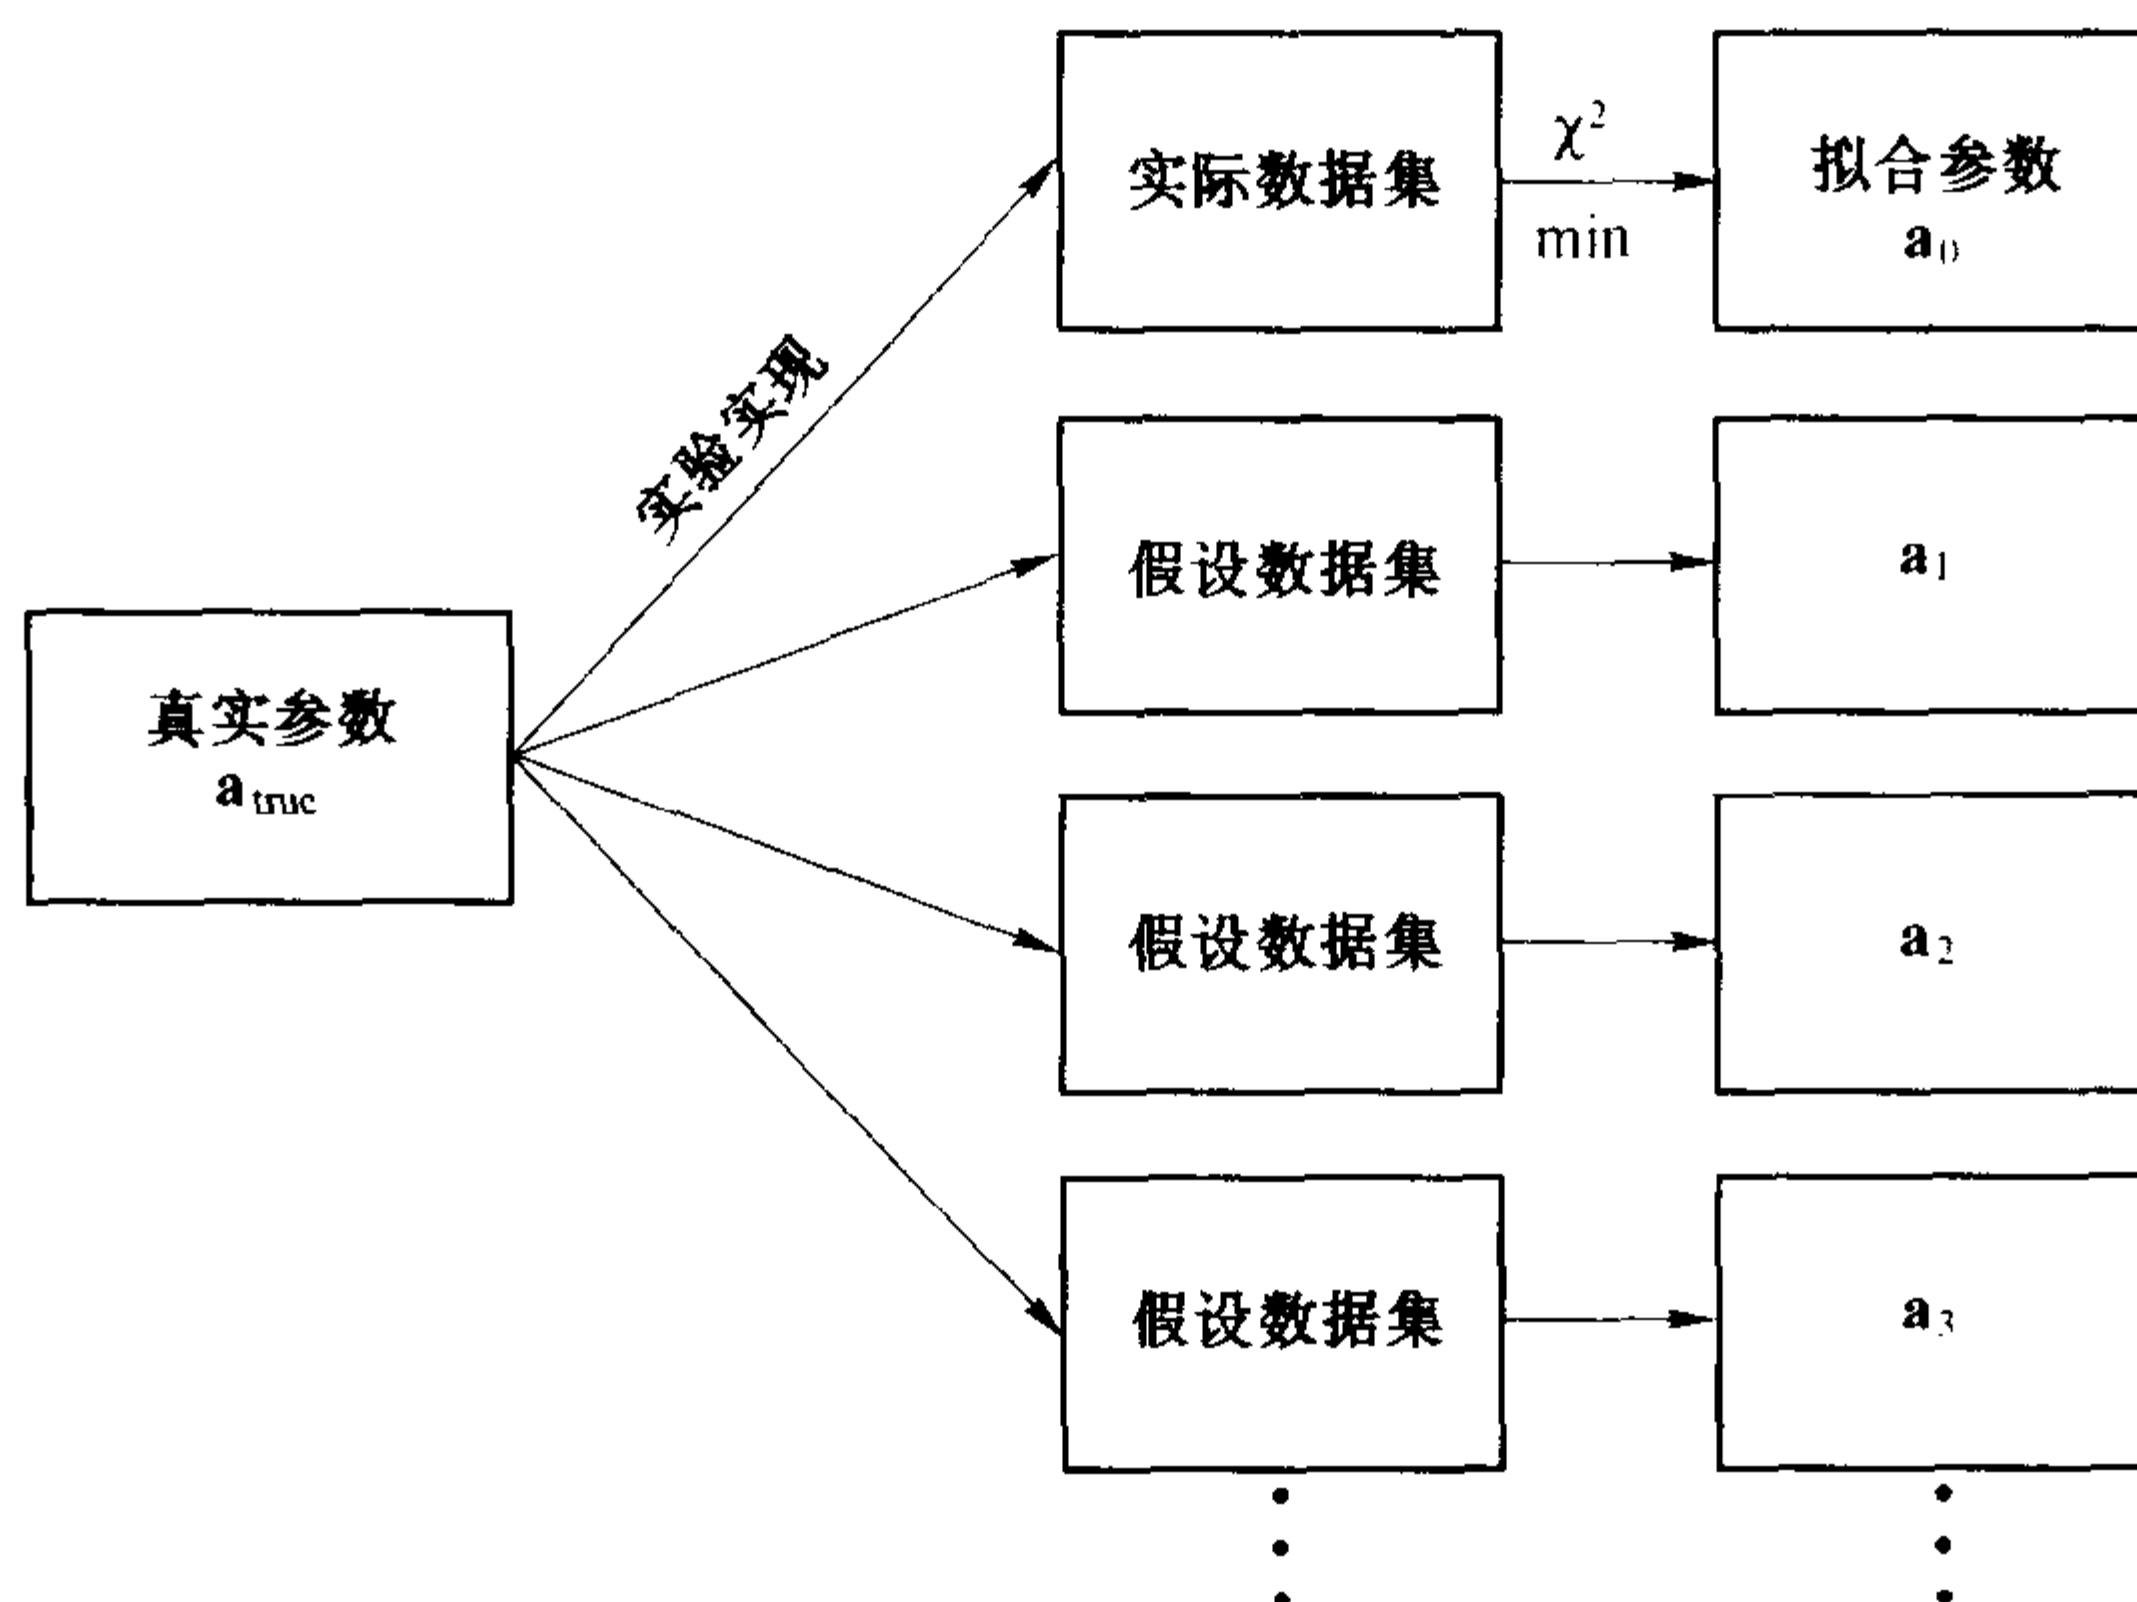 实际数据集
χ²
min
拟合参数
a₀
实验实现
假设数据集
a₁
真实参数
a true
假设数据集
a₂
假设数据集
a₃